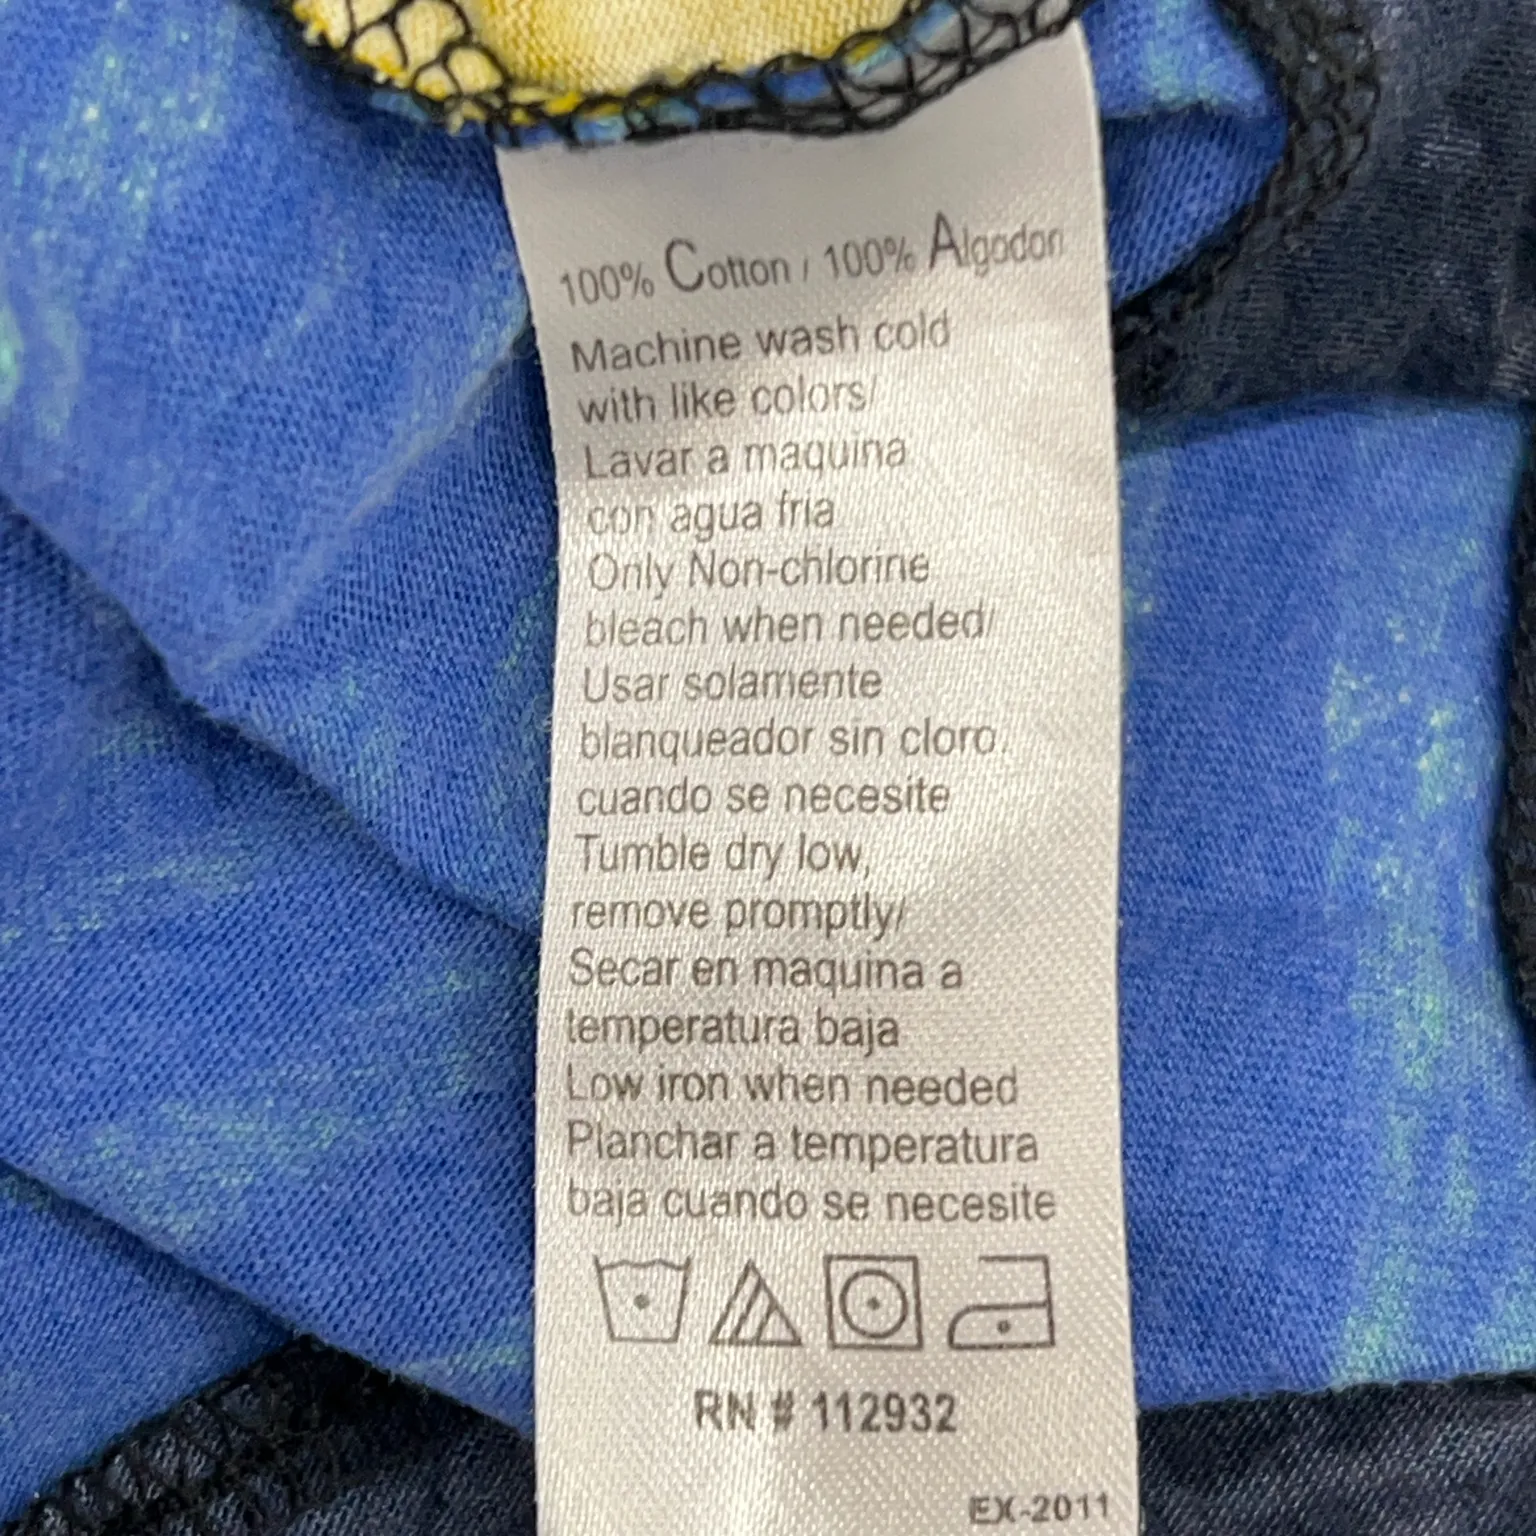 100% Cotton / 100% Algodon
Machine wash cold
with like colors/
Lavar a maquina
con agua fria
Only Non-chlorine
bleach when needed/
Usar solamente
blanqueador sin cloro.
cuando se necesite
Tumble dry low,
remove promptly/
Secar en maquina a
temperatura baja
Low iron when needed
Planchar a temperatura
baja cuando se necesite
RN # 112932
EX-2011